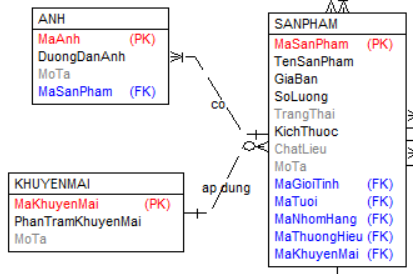 ANH
MaAnh (PK)
DuongDanAnh
MoTa
MaSanPham (FK)
co
SANPHAM
MaSanPham (PK)
TenSanPham
GiaBan
SoLuong
TrangThai
KichThuoc
ChatLieu
MoTa
MaGioiTinh (FK)
MaTuoi (FK)
MaNhomHang (FK)
MaThuongHieu (FK)
MaKhuyenMai (FK)
KHUYENMAI
MaKhuyenMai (PK)
PhanTramKhuyenMai
MoTa
ap dung